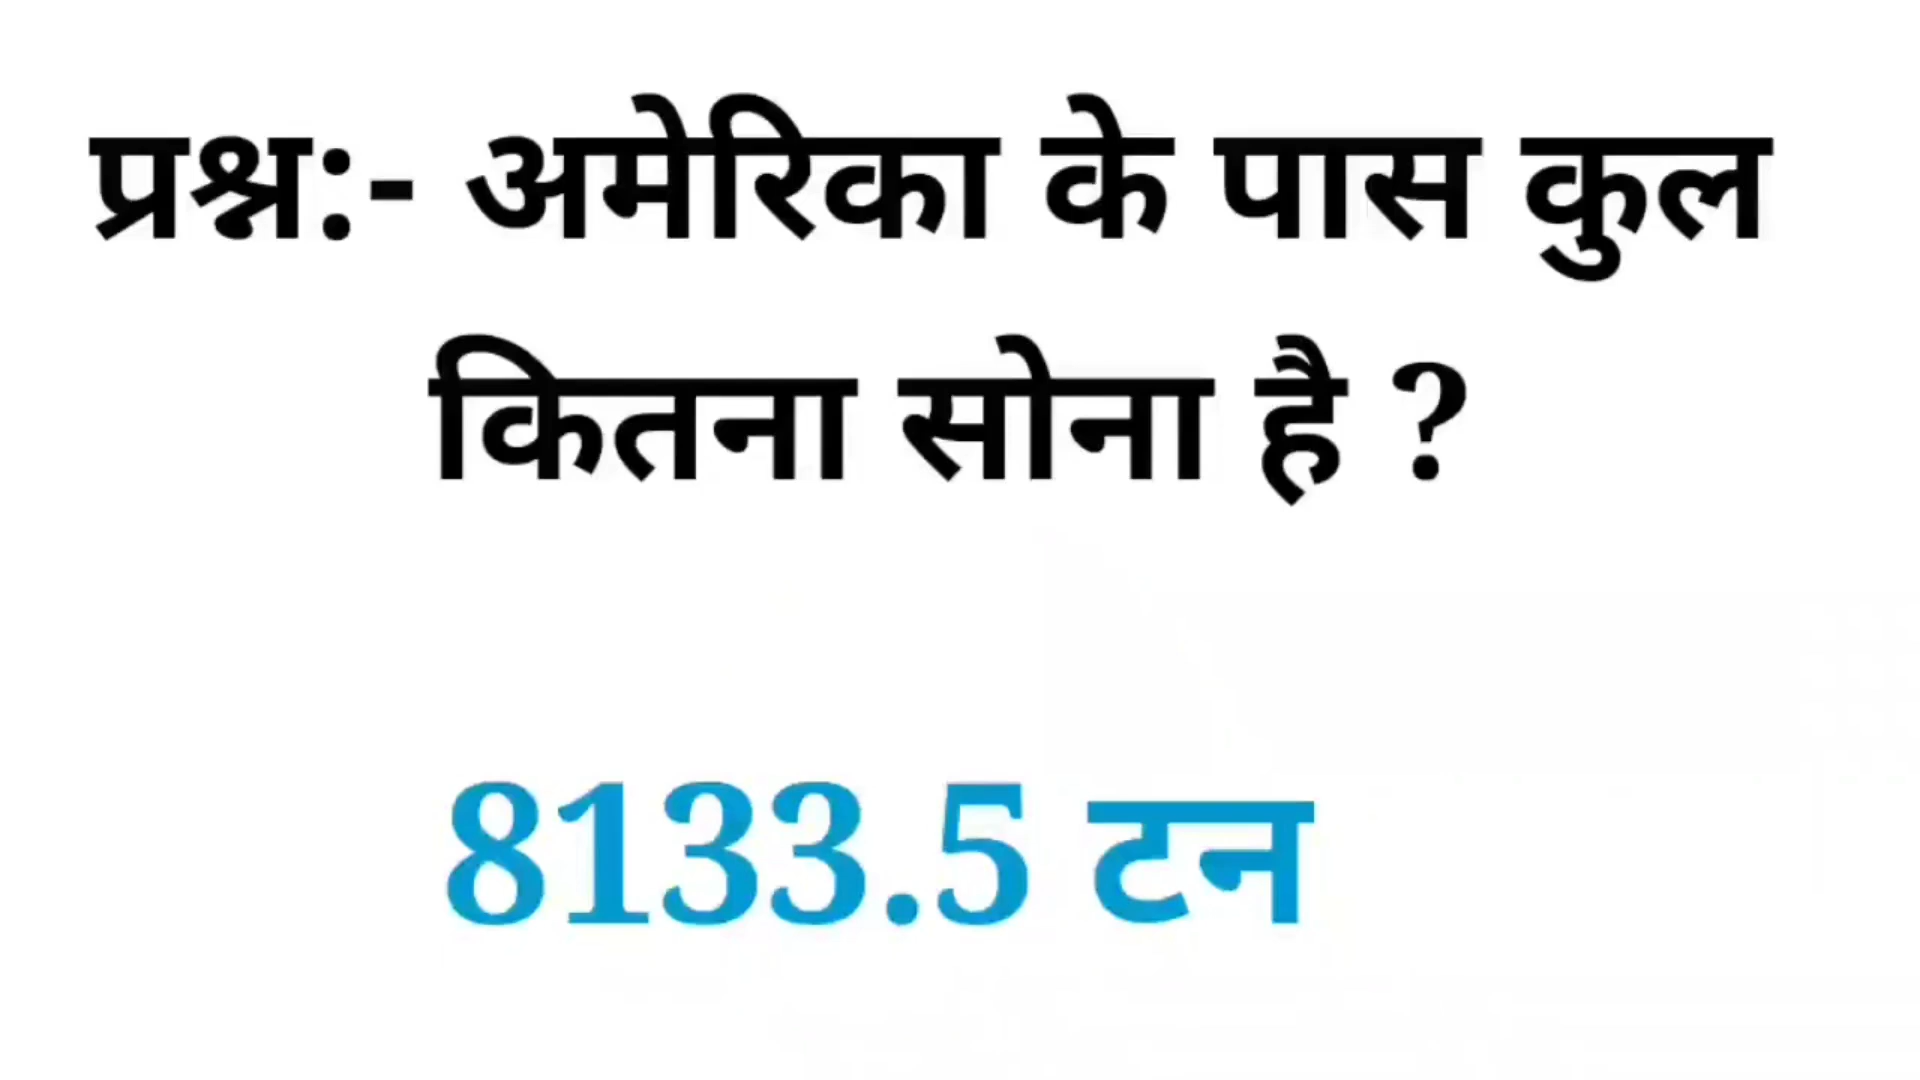 प्रश्न:- अमेरिका के पास कुल
कितना सोना है ?
8133.5 टन